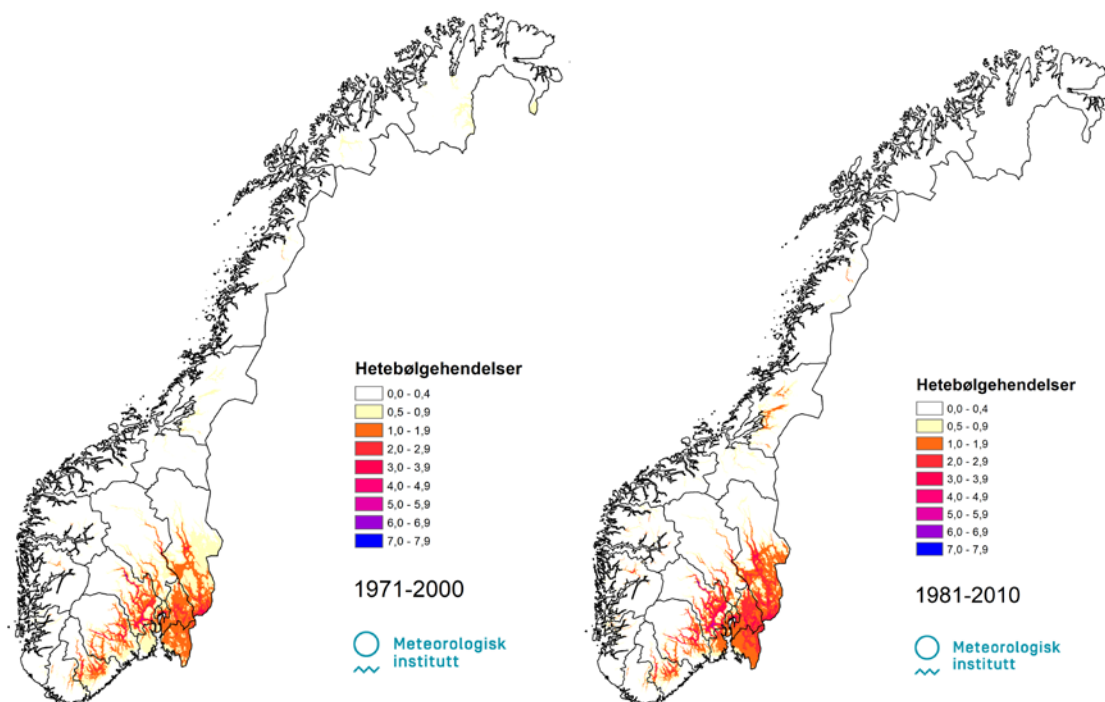 Hetebølgehendelser
0,0 - 0,4
0,5 - 0,9
1,0 - 1,9
2,0 - 2,9
3,0 - 3,9
4,0 - 4,9
5,0 - 5,9
6,0 - 6,9
7,0 - 7,9
1971-2000
Meteorologisk
institutt
Hetebølgehendelser
0,0 - 0,4
0,5 - 0,9
1,0 - 1,9
2,0 - 2,9
3,0 - 3,9
4,0 - 4,9
5,0 - 5,9
6,0 - 6,9
7,0 - 7,9
1981-2010
Meteorologisk
institutt